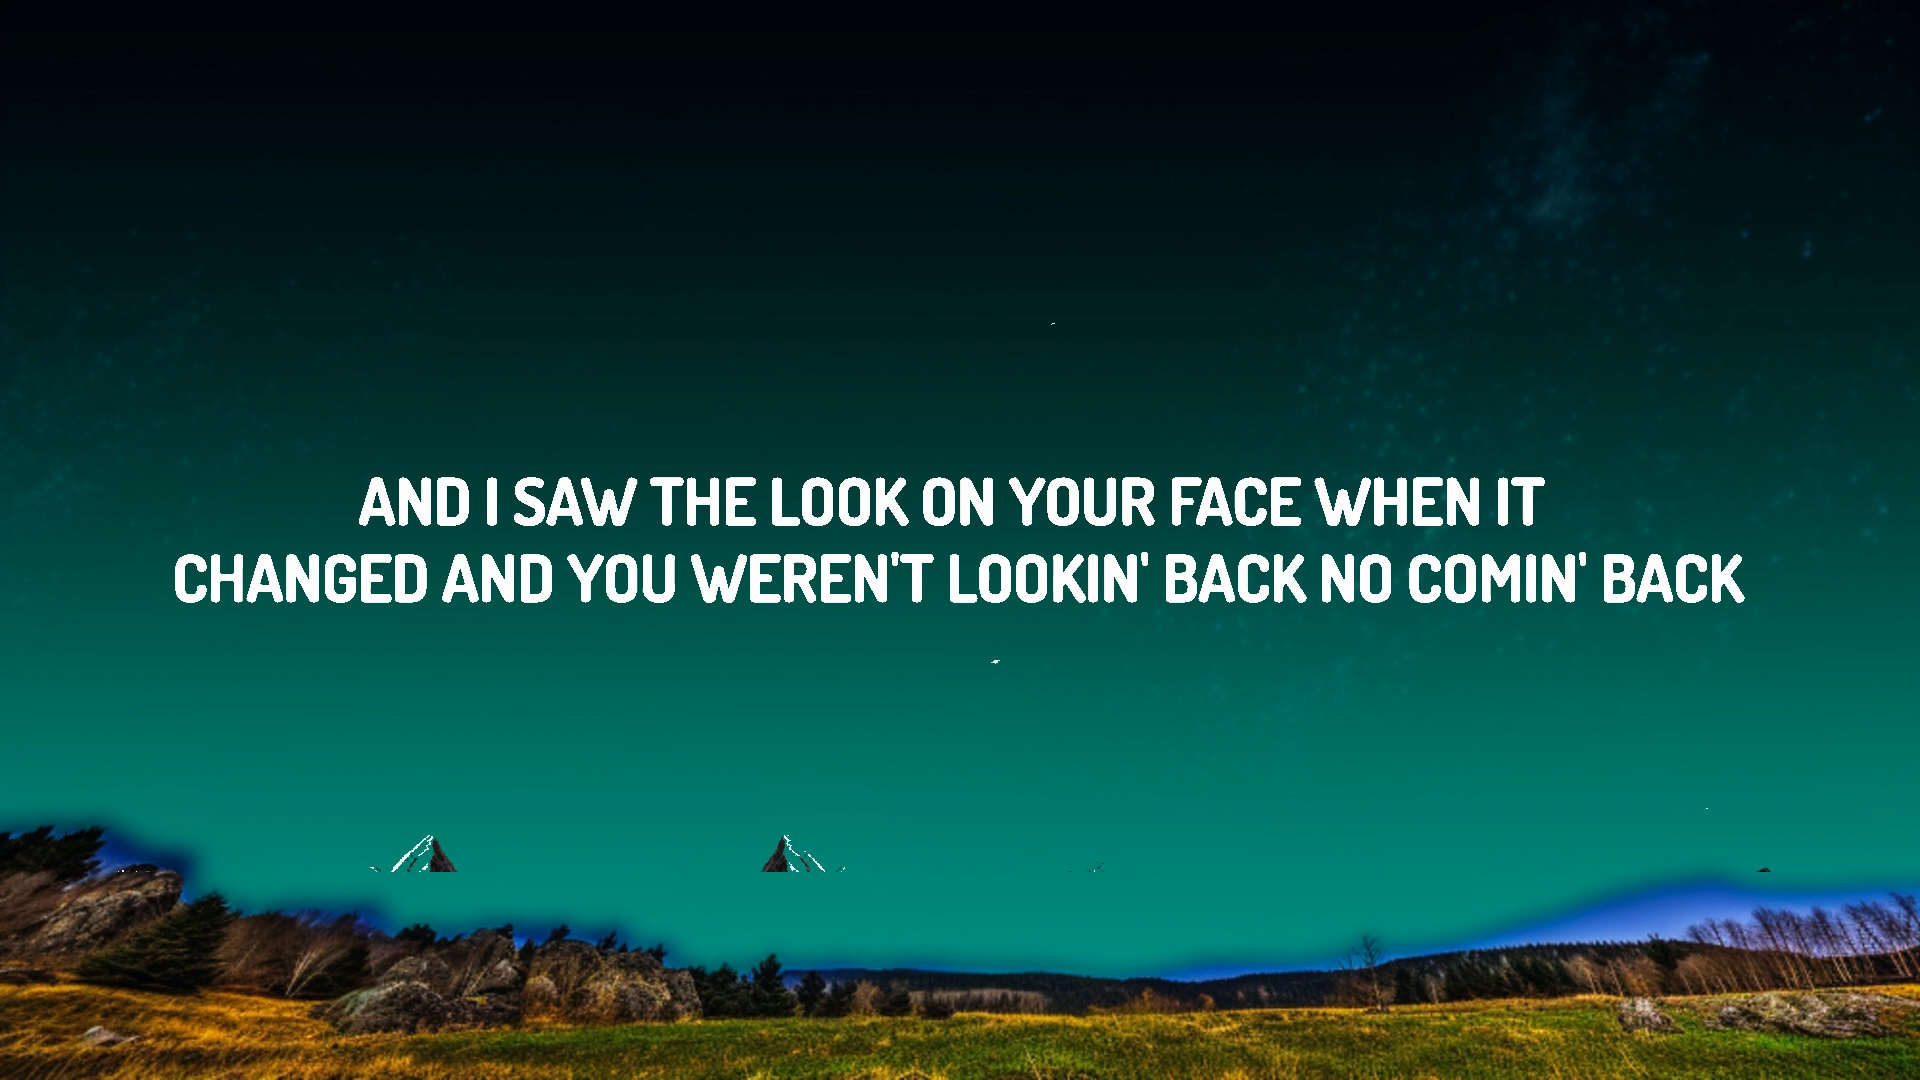 AND I SAW THE LOOK ON YOUR FACE WHEN IT
CHANGED AND YOU WEREN'T LOOKIN' BACK NO COMIN' BACK